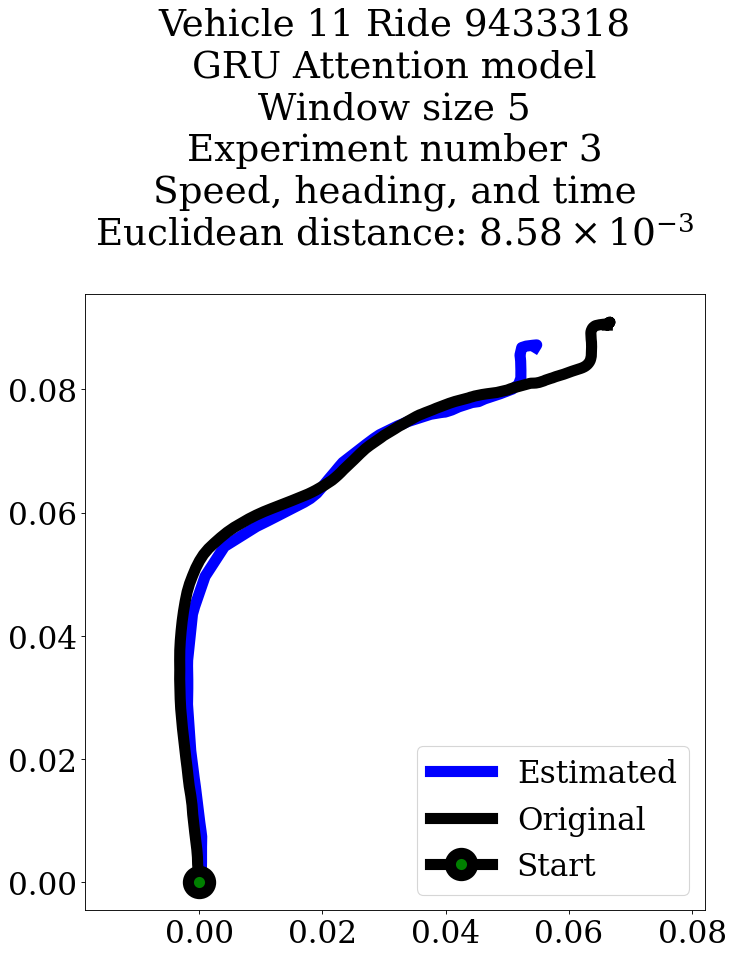 Vehicle 11 Ride 9433318
GRU Attention model
Window size 5
Experiment number 3
Speed, heading, and time
Euclidean distance: 8.58 × 10⁻³
0.08
0.06
0.04
0.02
0.00
Estimated
Original
Start
0.00 0.02 0.04 0.06 0.08